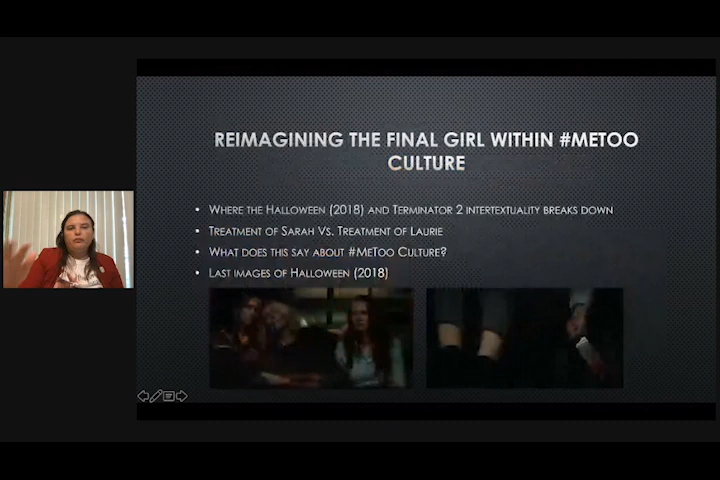 REIMAGINING THE FINAL GIRL WITHIN #METOO
CULTURE
• WHERE THE HALLOWEEN (2018) AND TERMINATOR 2 INTERTEXTUALITY BREAKS DOWN
• TREATMENT OF SARAH VS. TREATMENT OF LAURIE
• WHAT DOES THIS SAY ABOUT #METOO CULTURE?
• LAST IMAGES OF HALLOWEEN (2018)